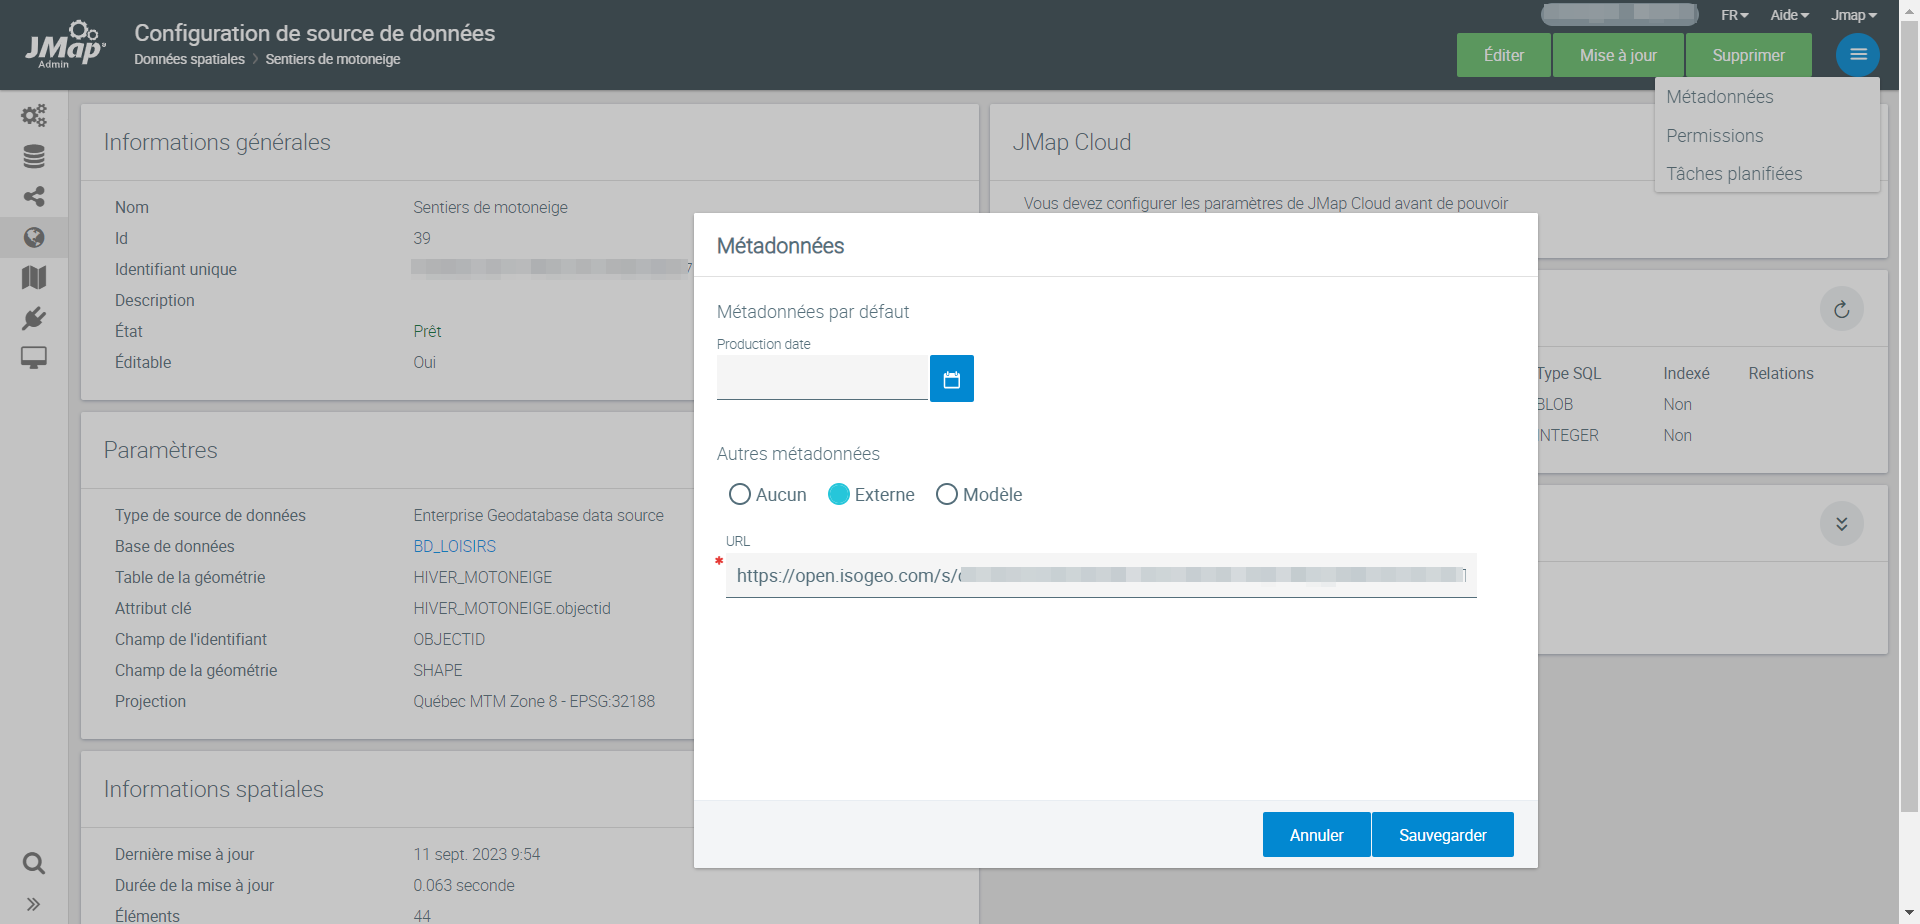 JMap
Admin
Configuration de source de données
Données spatiales > Sentiers de motoneige
FR
Aide
Jmap
Éditer
Mise à jour
Supprimer
Métadonnées
Permissions
Tâches planifiées
Informations générales
Nom Sentiers de motoneige
Id 39
Identifiant unique 7
Description
État Prêt
Éditable Oui
Paramètres
Type de source de données Enterprise Geodatabase data source
Base de données BD_LOISIRS
Table de la géométrie HIVER_MOTONEIGE
Attribut clé HIVER_MOTONEIGE.objectid
Champ de l'identifiant OBJECTID
Champ de la géométrie SHAPE
Projection Québec MTM Zone 8 - EPSG:32188
Informations spatiales
Dernière mise à jour 11 sept. 2023 9:54
Durée de la mise à jour 0.063 seconde
Éléments 44
JMap Cloud
Vous devez configurer les paramètres de JMap Cloud avant de pouvoir
Type SQL Indexé Relations
BLOB Non
INTEGER Non
Métadonnées
Métadonnées par défaut
Production date
Autres métadonnées
Aucun Externe Modèle
URL
* https://open.isogeo.com/s/
Annuler Sauvegarder